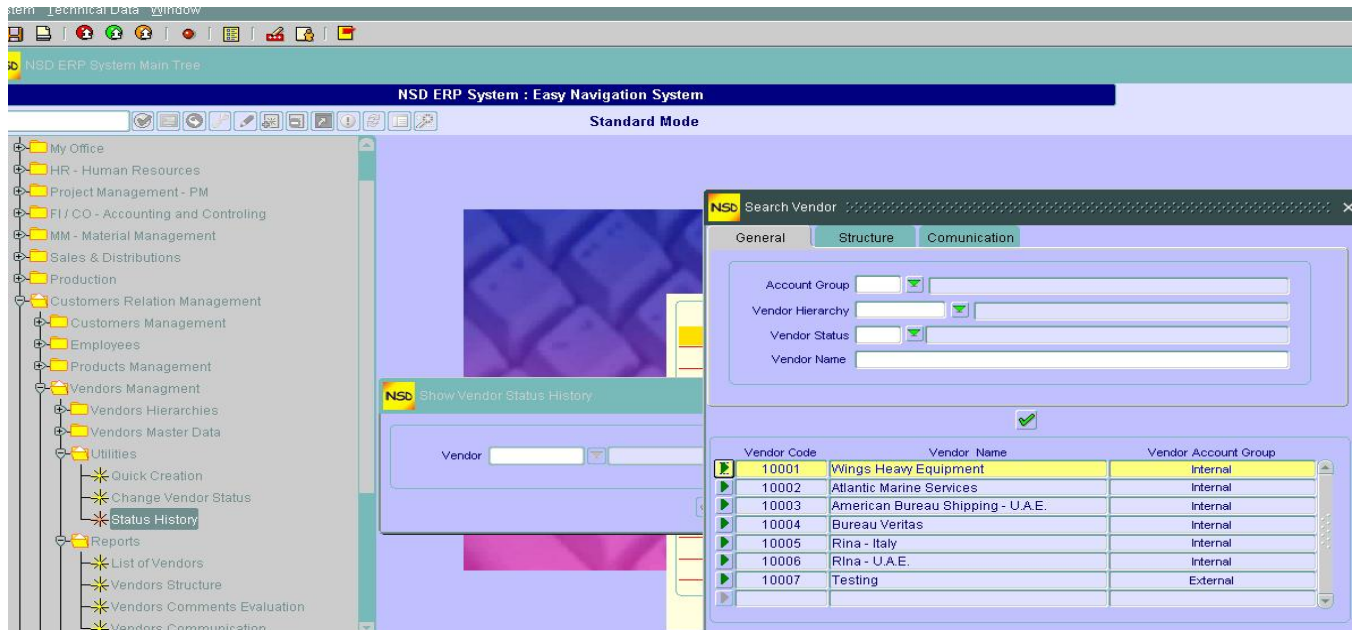 stem Technical Data Window
NSD NSD ERP System Main Tree
NSD ERP System : Easy Navigation System
Standard Mode
My Office
HR - Human Resources
Project Management - PM
FI / CO - Accounting and Controling
MM - Material Management
Sales & Distributions
Production
Customers Relation Management
Customers Management
Employees
Products Management
Vendors Managment
Vendors Hierarchies
Vendors Master Data
Utilities
Quick Creation
Change Vendor Status
Status History
Reports
List of Vendors
Vendors Structure
Vendors Comments Evaluation
Vendors Communication
NSD Show Vendor Status History
Vendor
NSD Search Vendor
General Structure Comunication
Account Group
Vendor Hierarchy
Vendor Status
Vendor Name
Vendor Code Vendor Name Vendor Account Group
10001 Wings Heavy Equipment Internal
10002 Atlantic Marine Services Internal
10003 American Bureau Shipping - U.A.E. Internal
10004 Bureau Veritas Internal
10005 Rina - Italy Internal
10006 RIna - U.A.E. Internal
10007 Testing External